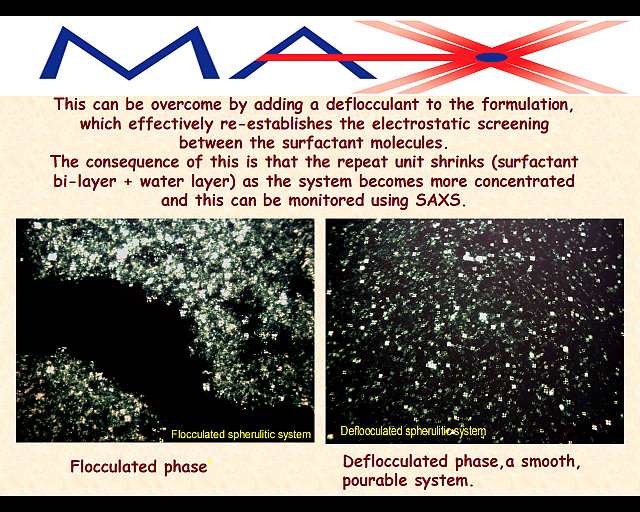 MAX
This can be overcome by adding a deflocculant to the formulation,
which effectively re-establishes the electrostatic screening
between the surfactant molecules.
The consequence of this is that the repeat unit shrinks (surfactant
bi-layer + water layer) as the system becomes more concentrated
and this can be monitored using SAXS.
Flocculated spherulitic system
Deflooculated spherulitic system
Flocculated phase
Deflocculated phase,a smooth,
pourable system.